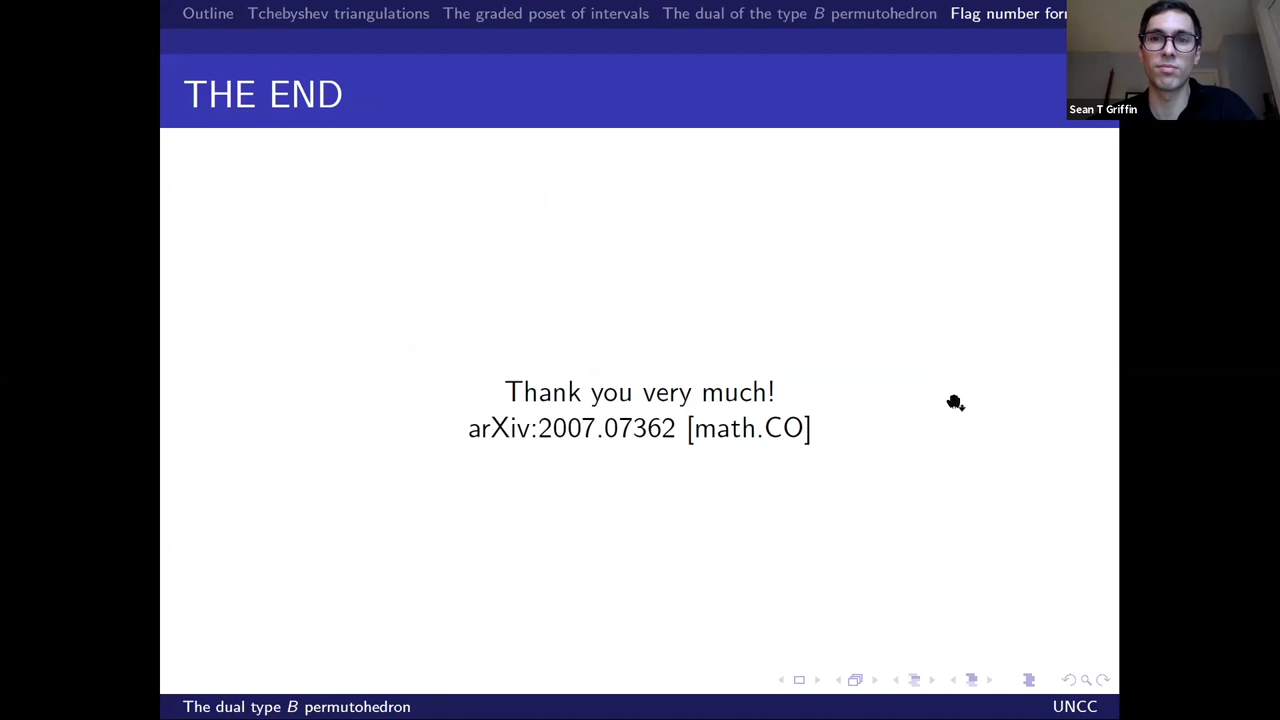 Outline Tchebyshev triangulations The graded poset of intervals The dual of the type B permutohedron Flag number
Sean T Griffin
THE END
Thank you very much!
arXiv:2007.07362 [math.CO]
The dual type B permutohedron UNCC